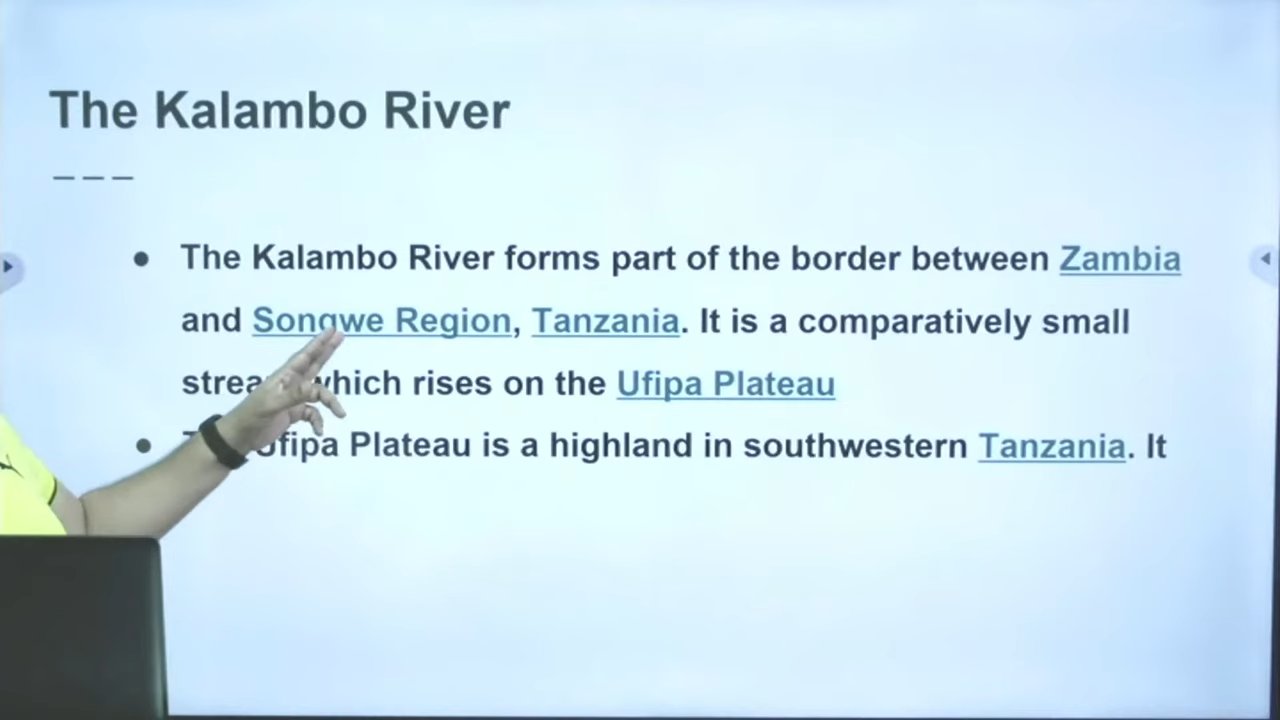 The Kalambo River
The Kalambo River forms part of the border between Zambia
and Songwe Region, Tanzania. It is a comparatively small
which rises on the Ufipa Plateau
Ufipa Plateau is a highland in southwestern Tanzania. It